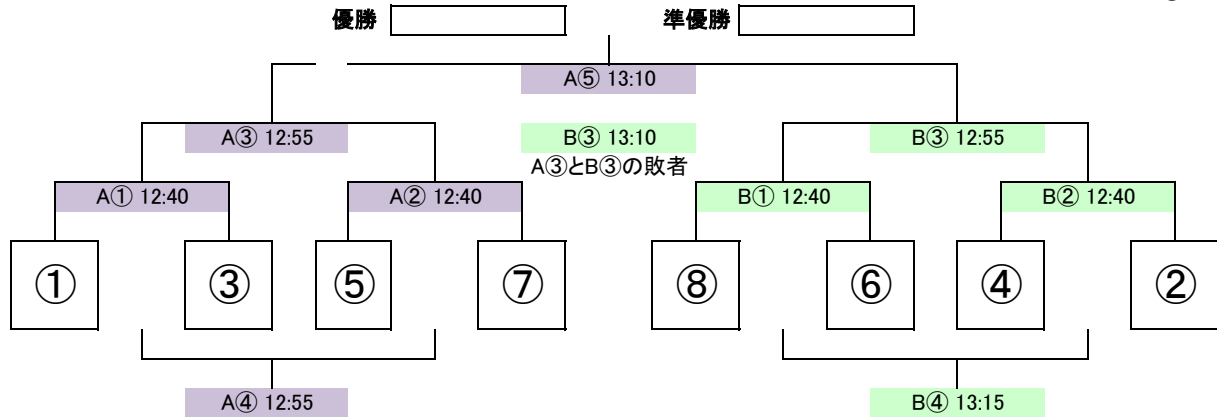 優勝 準優勝
A⑤ 13:10
A③ 12:55 B③ 13:10 B③ 12:55
A③とB③の敗者
A① 12:40 A② 12:40 B① 12:40 B② 12:40
① ③ ⑤ ⑦ ⑧ ⑥ ④ ②
A④ 12:55 B④ 13:15